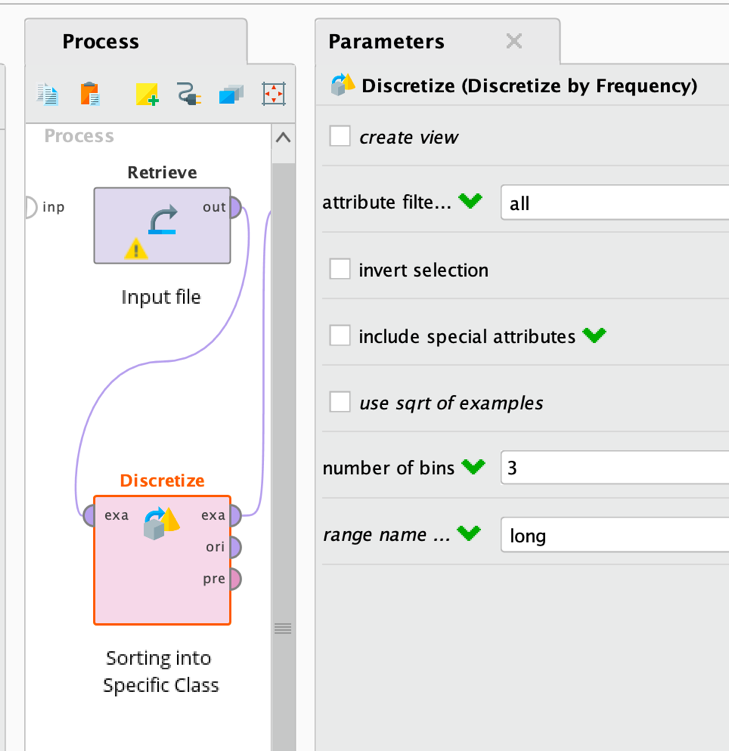 Process
Process
Retrieve
inp
out
Input file
Discretize
exa
exa
ori
pre
Sorting into
Specific Class
Parameters
Discretize (Discretize by Frequency)
create view
attribute filte... all
invert selection
include special attributes
use sqrt of examples
number of bins 3
range name ... long